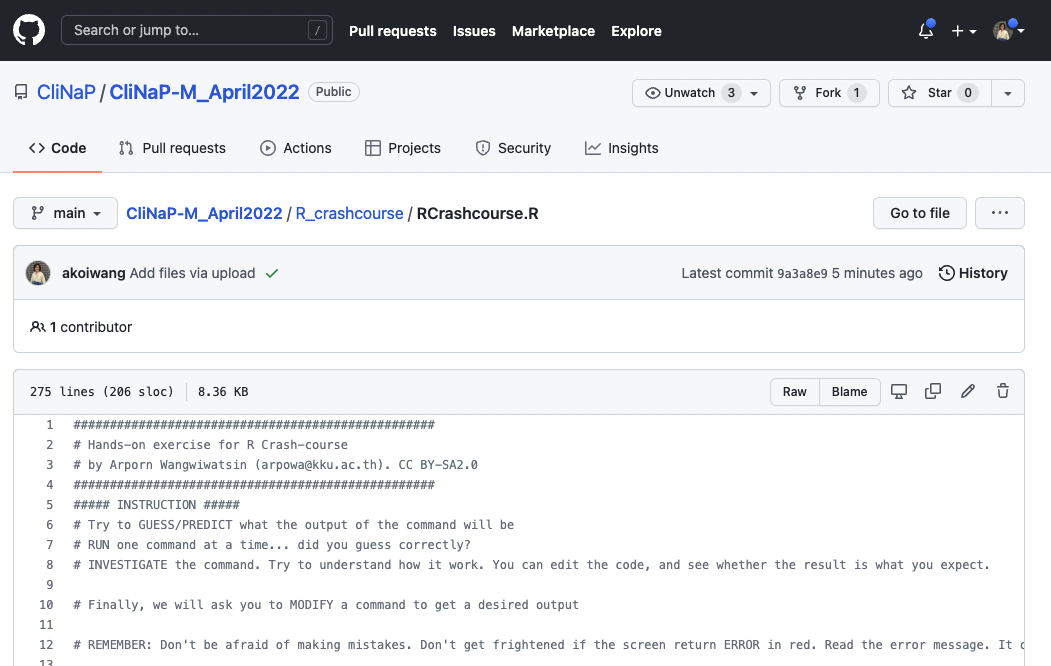 Search or jump to... /
Pull requests Issues Marketplace Explore
CliNaP / CliNaP-M_April2022 Public
Unwatch 3 Fork 1 Star 0
Code Pull requests Actions Projects Security Insights
main CliNaP-M_April2022 / R_crashcourse / RCrashcourse.R Go to file ...
akoiwang Add files via upload Latest commit 9a3a8e9 5 minutes ago History
1 contributor
275 lines (206 sloc) 8.36 KB Raw Blame
1 ##################################################
2 # Hands-on exercise for R Crash-course
3 # by Arporn Wangwiwatsin (arpowa@kku.ac.th). CC BY-SA2.0
4 ##################################################
5 ##### INSTRUCTION #####
6 # Try to GUESS/PREDICT what the output of the command will be
7 # RUN one command at a time... did you guess correctly?
8 # INVESTIGATE the command. Try to understand how it work. You can edit the code, and see whether the result is what you expect.
9
10 # Finally, we will ask you to MODIFY a command to get a desired output
11
12 # REMEMBER: Don't be afraid of making mistakes. Don't get frightened if the screen return ERROR in red. Read the error message. It
13